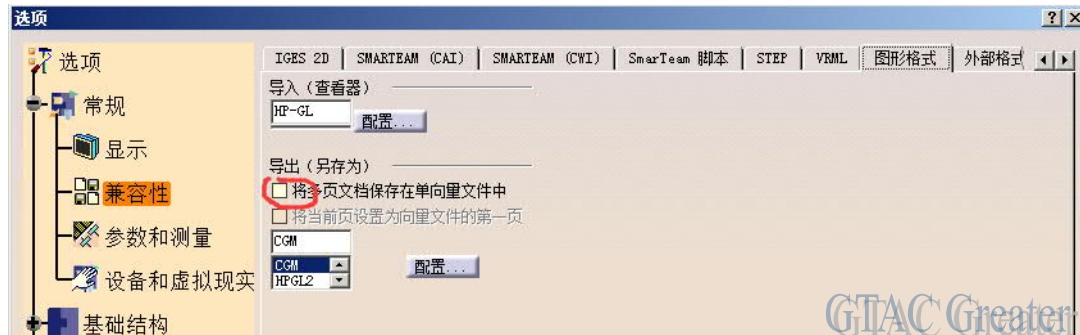 选项
选项
常规
显示
兼容性
参数和测量
设备和虚拟现实
基础结构
IGES 2D
SMARTEAM (CAI)
SMARTEAM (CWI)
SmarTeam 脚本
STEP
VRML
图形格式
外部格式
导入（查看器）
HP-GL
配置...
导出（另存为）
将多页文档保存在单向量文件中
将当前页设置为向量文件的第一页
CGM
CGM
HPGL2
配置...
GTAC Greater